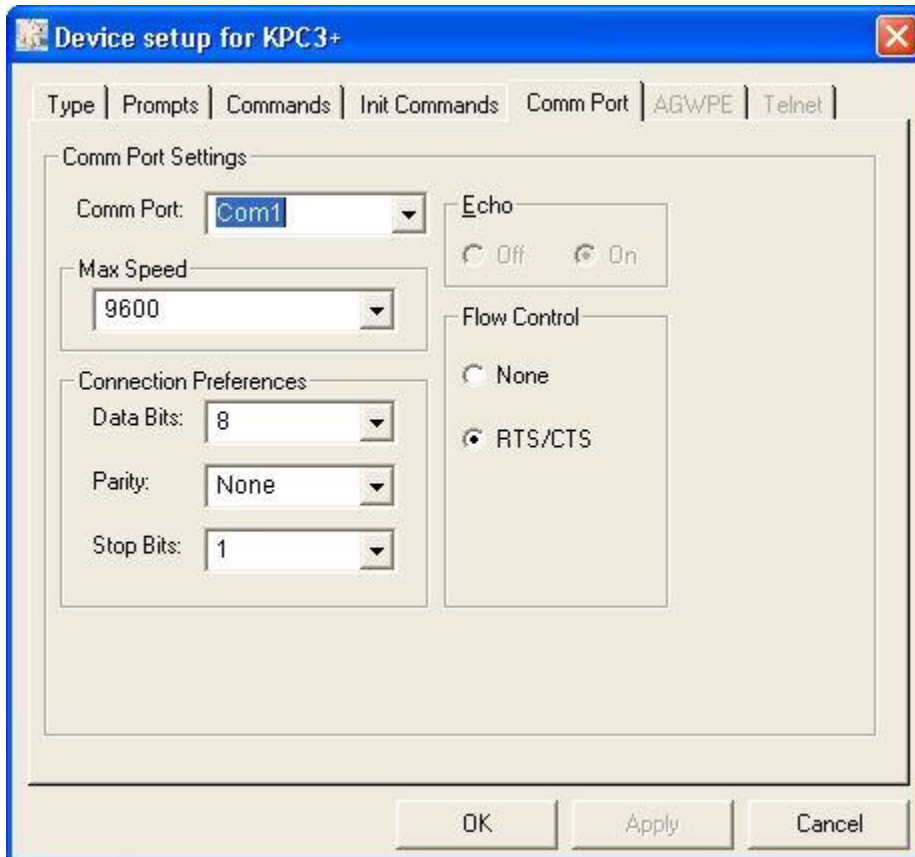 Device setup for KPC3+
Type Prompts Commands Init Commands Comm Port AGWPE Telnet
Comm Port Settings
Comm Port: Com1
Max Speed
9600
Connection Preferences
Data Bits: 8
Parity: None
Stop Bits: 1
Echo
Off On
Flow Control
None
RTS/CTS
OK Apply Cancel